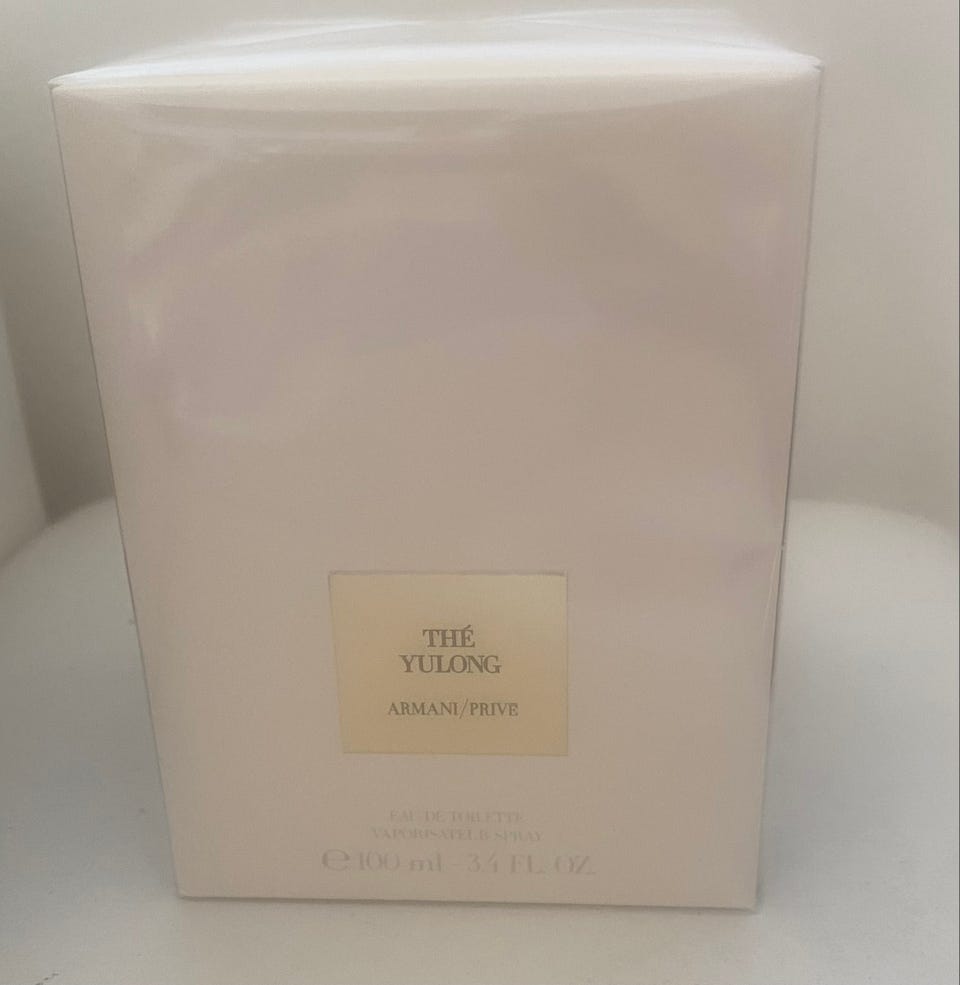 THÉ
YULONG
ARMANI/PRIVE
EAU DE TOILETTE
VAPORISATEUR SPRAY
℮ 100 ml - 3.4 FL. OZ.